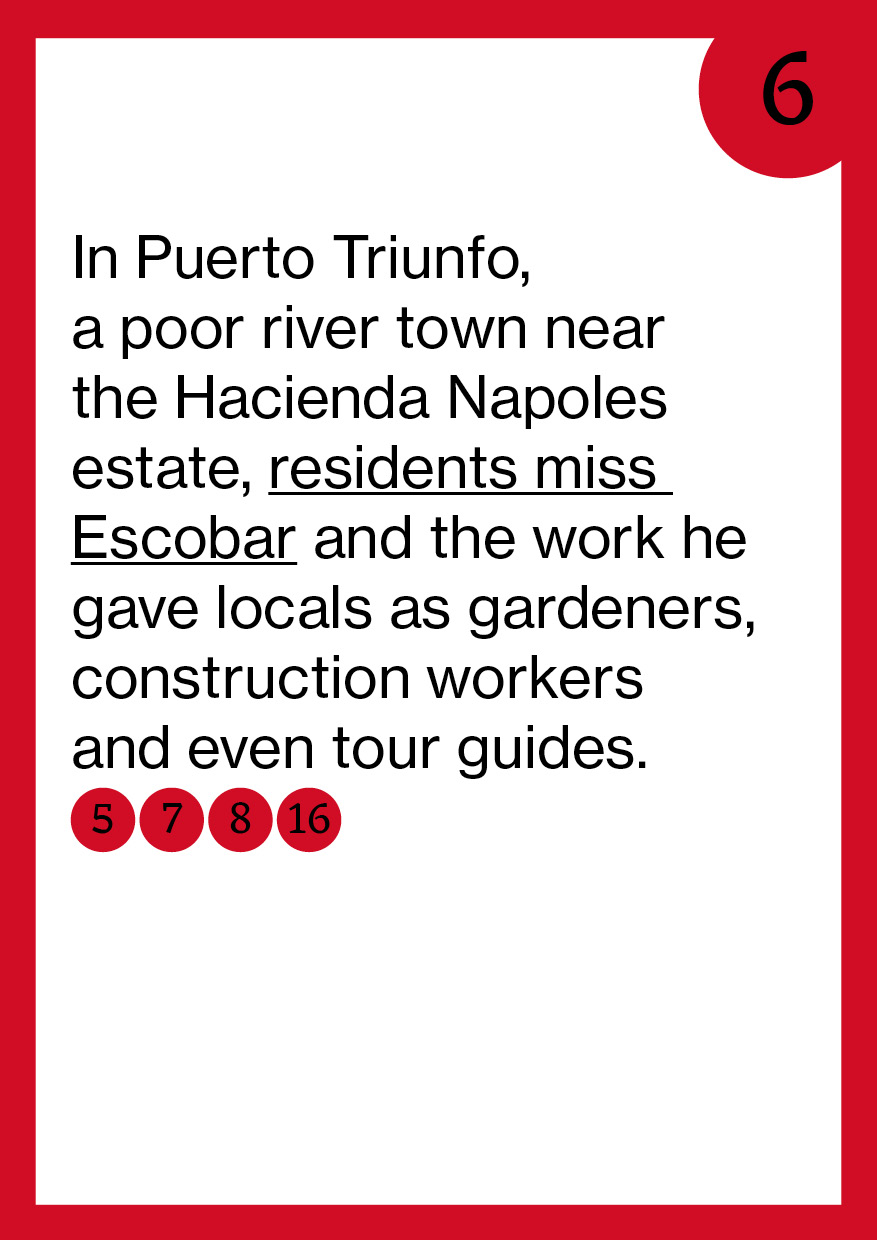 6
In Puerto Triunfo,
a poor river town near
the Hacienda Napoles
estate, residents miss
Escobar and the work he
gave locals as gardeners,
construction workers
and even tour guides.
5 7 8 16